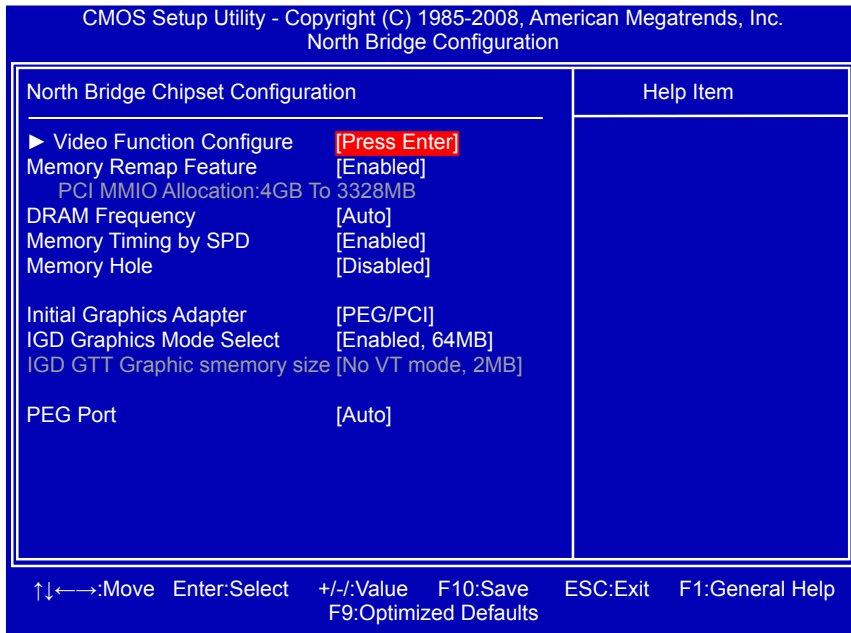 CMOS Setup Utility - Copyright (C) 1985-2008, American Megatrends, Inc.
North Bridge Configuration
North Bridge Chipset Configuration
Help Item
► Video Function Configure [Press Enter]
Memory Remap Feature [Enabled]
PCI MMIO Allocation:4GB To 3328MB
DRAM Frequency [Auto]
Memory Timing by SPD [Enabled]
Memory Hole [Disabled]
Initial Graphics Adapter [PEG/PCI]
IGD Graphics Mode Select [Enabled, 64MB]
IGD GTT Graphic smemory size [No VT mode, 2MB]
PEG Port [Auto]
↑↓←→:Move Enter:Select +/-/:Value F10:Save ESC:Exit F1:General Help
F9:Optimized Defaults